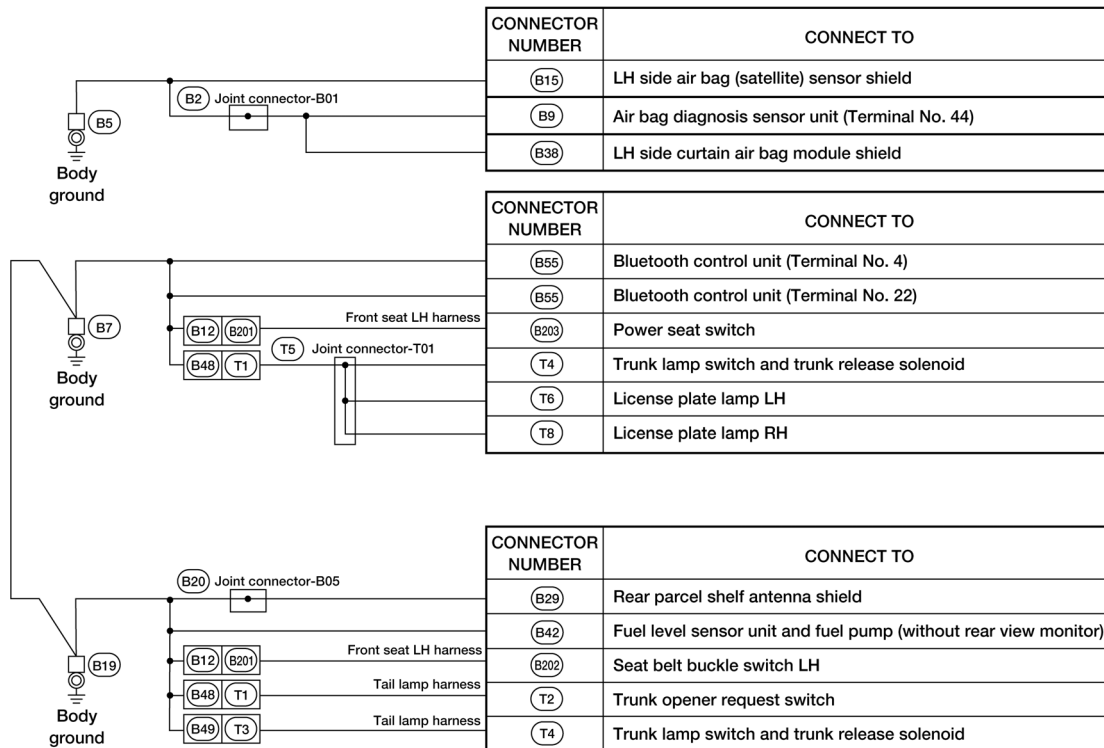 CONNECTOR NUMBER CONNECT TO
B15 LH side air bag (satellite) sensor shield
B2 Joint connector-B01
B5 B9 Air bag diagnosis sensor unit (Terminal No. 44)
B38 LH side curtain air bag module shield
Body
ground
CONNECTOR NUMBER CONNECT TO
B55 Bluetooth control unit (Terminal No. 4)
B55 Bluetooth control unit (Terminal No. 22)
B7 B12 B201 Front seat LH harness B203 Power seat switch
T5 Joint connector-T01
B48 T1 T4 Trunk lamp switch and trunk release solenoid
Body
ground
T6 License plate lamp LH
T8 License plate lamp RH
CONNECTOR NUMBER CONNECT TO
B20 Joint connector-B05
B29 Rear parcel shelf antenna shield
B42 Fuel level sensor unit and fuel pump (without rear view monitor)
B19 B12 B201 Front seat LH harness B202 Seat belt buckle switch LH
B48 T1 Tail lamp harness T2 Trunk opener request switch
B49 T3 Tail lamp harness T4 Trunk lamp switch and trunk release solenoid
Body
ground